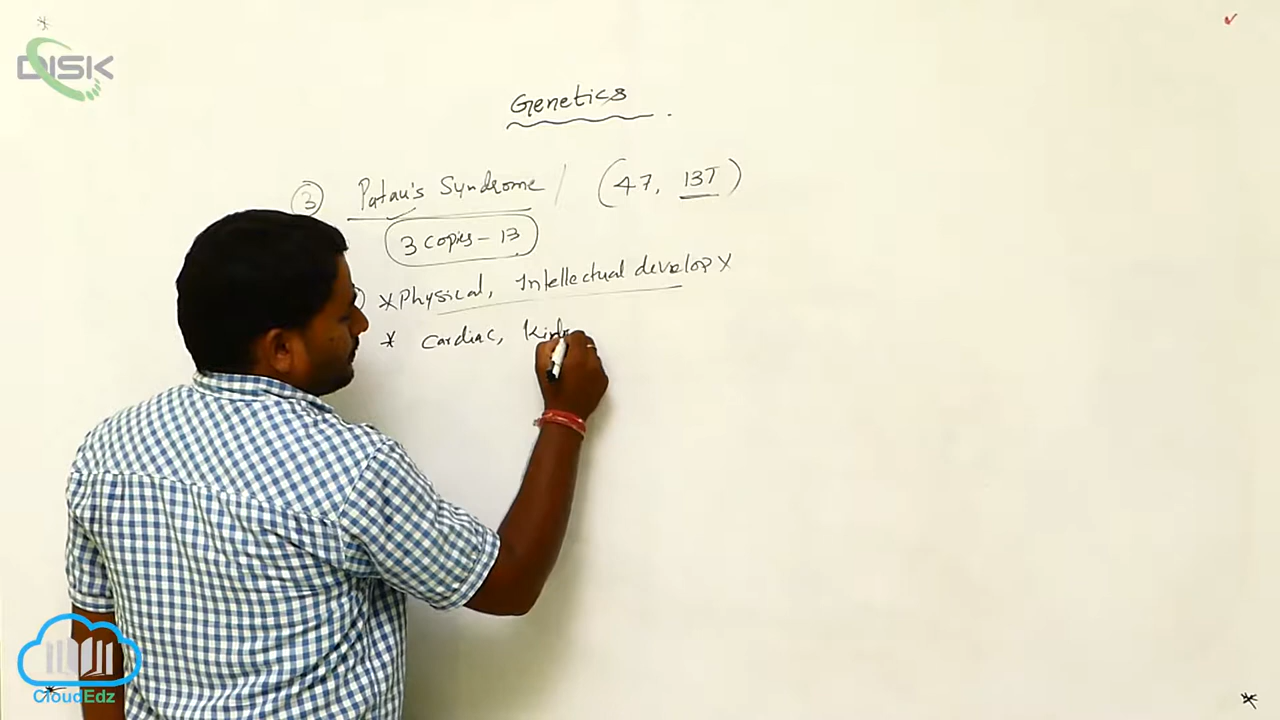 DISK
Genetics
③ Patau's Syndrome / (47, 13T)
3 copies - 13
* Physical, Intellectual develop X
* Cardiac,
CloudEdz